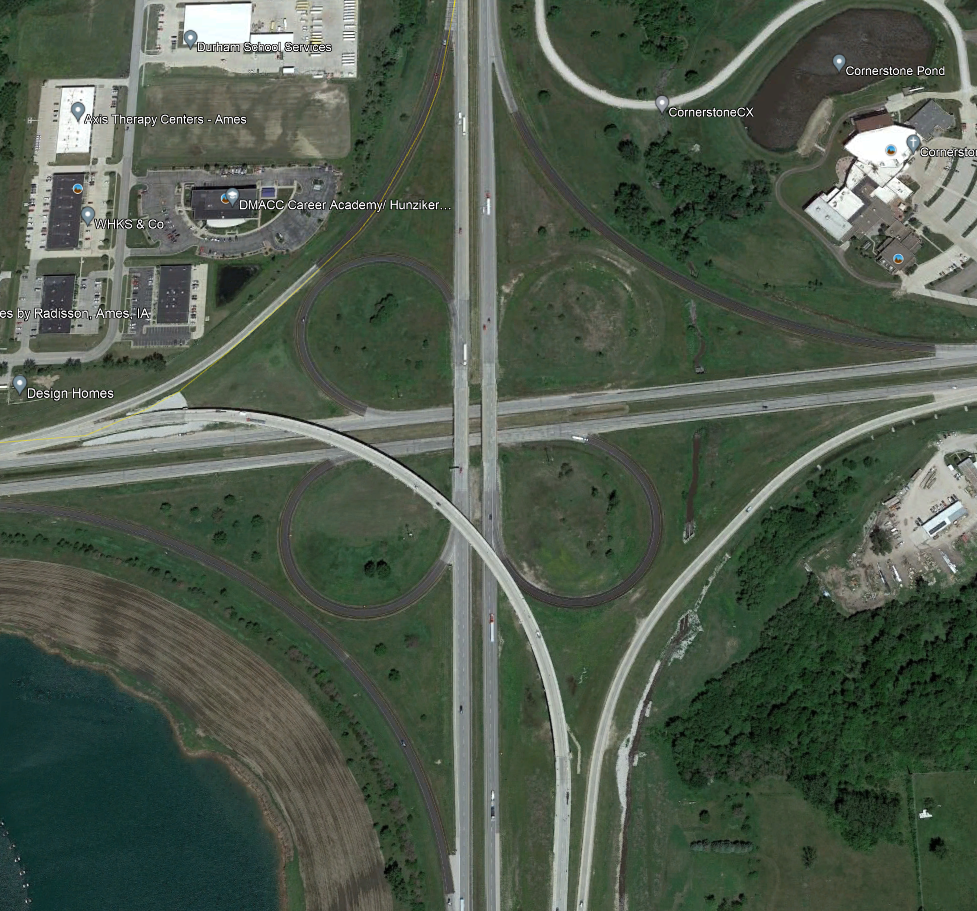 Durham School Services
Cornerstone Pond
CornerstoneCX
Axis Therapy Centers - Ames
Cornersto
DMACC Career Academy/ Hunziker...
WHKS & Co
es by Radisson, Ames, IA
Design Homes